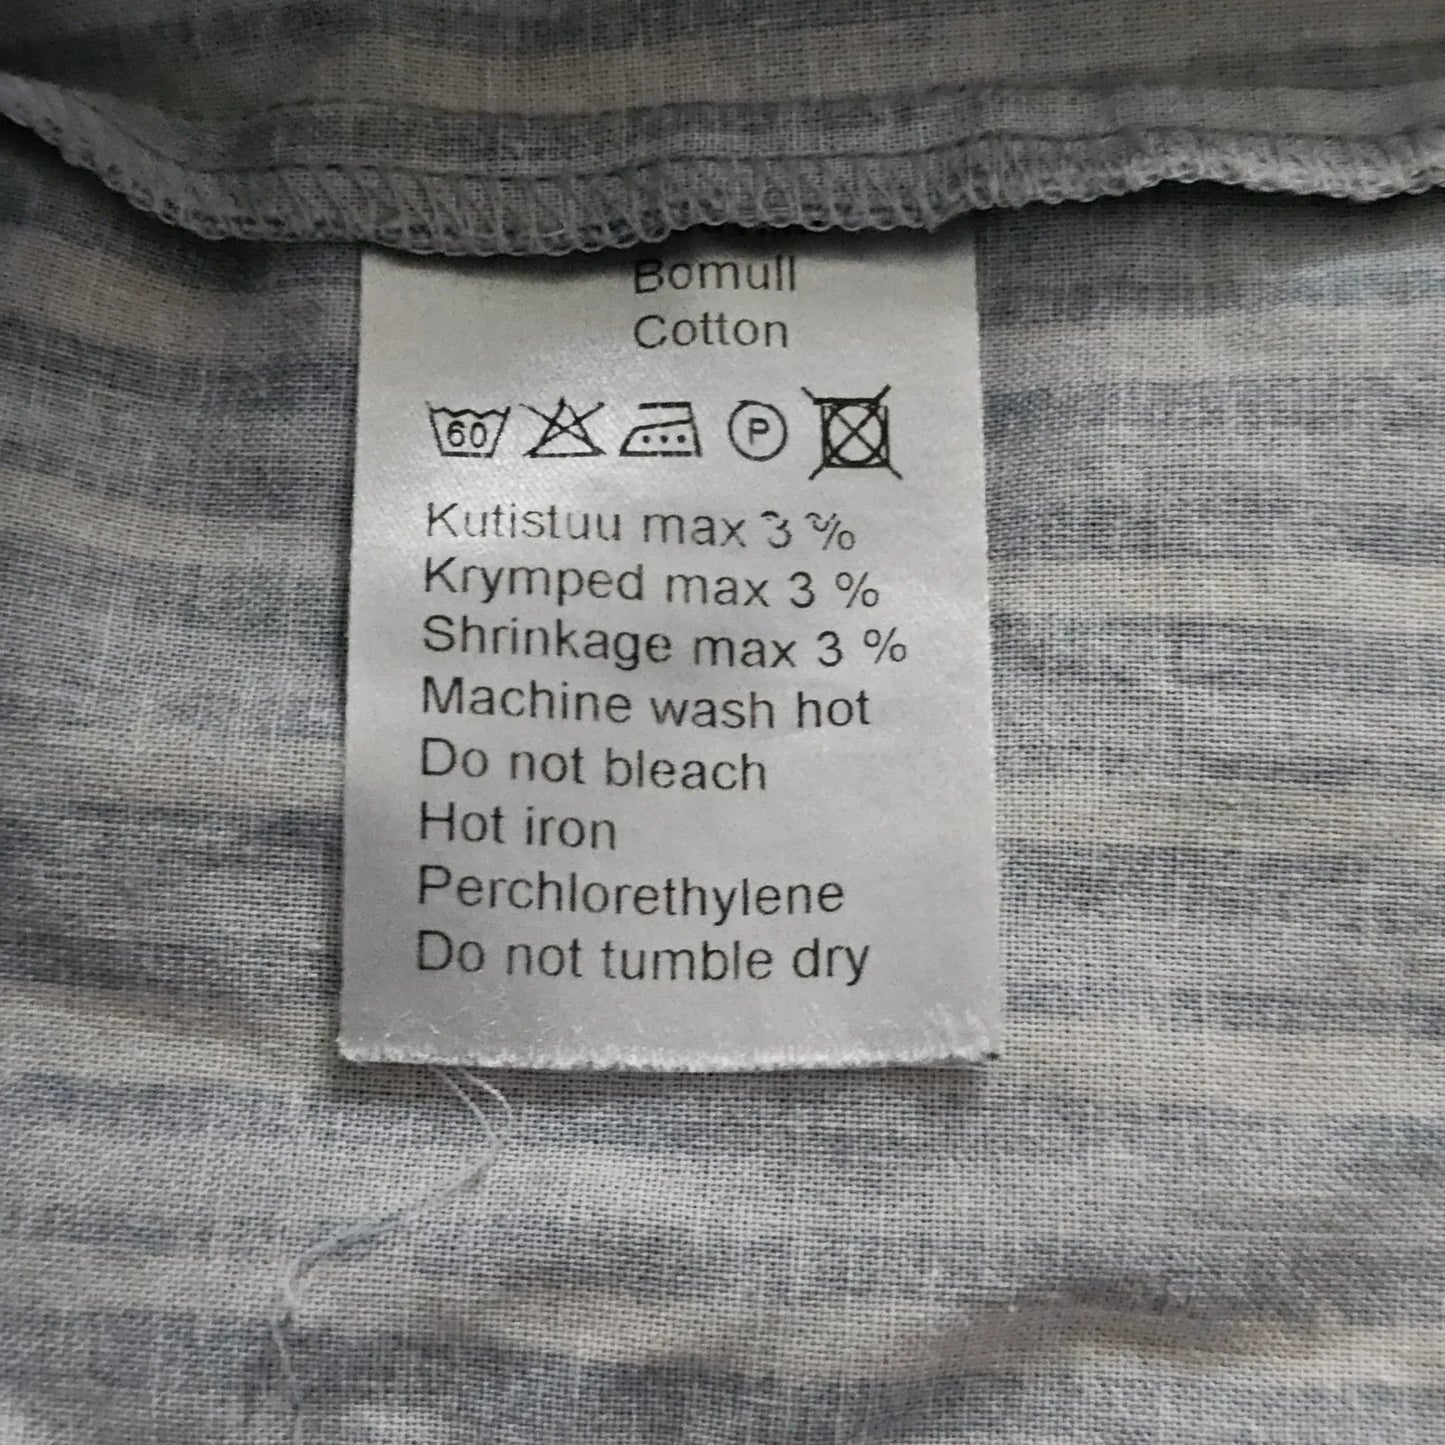 Bomull
Cotton
60
P
Kutistuu max 3 %
Krymped max 3 %
Shrinkage max 3 %
Machine wash hot
Do not bleach
Hot iron
Perchlorethylene
Do not tumble dry